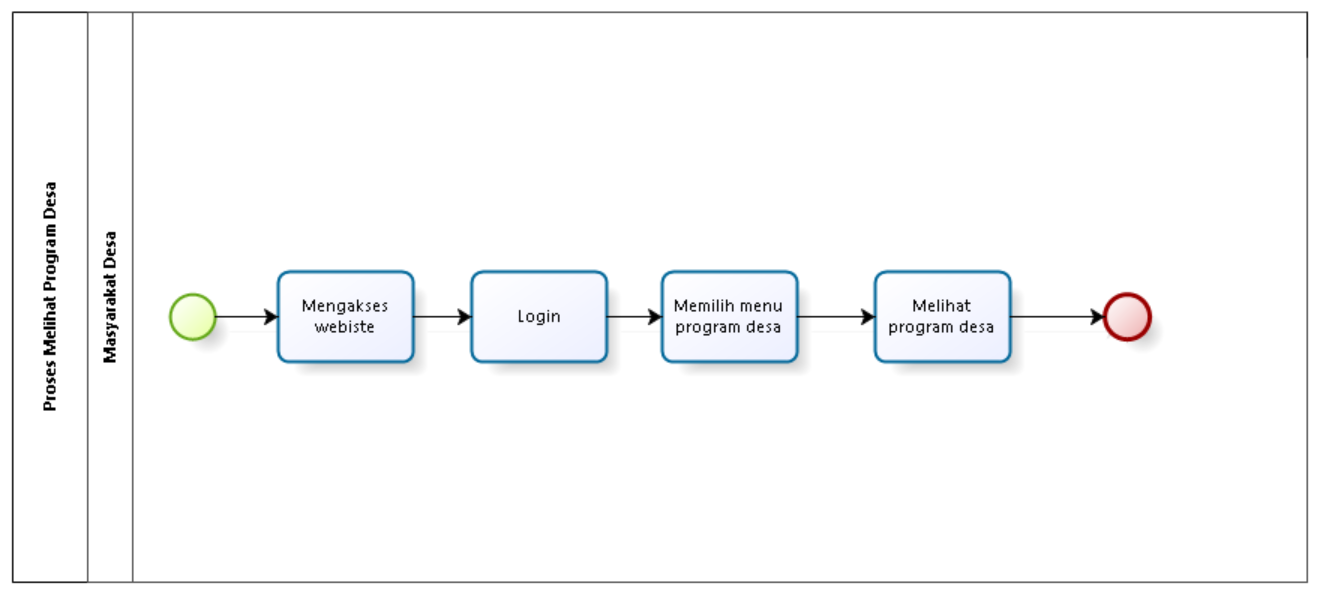 Proses Melihat Program Desa
Masyarakat Desa
Mengakses
webiste
Login
Memilih menu
program desa
Melihat
program desa